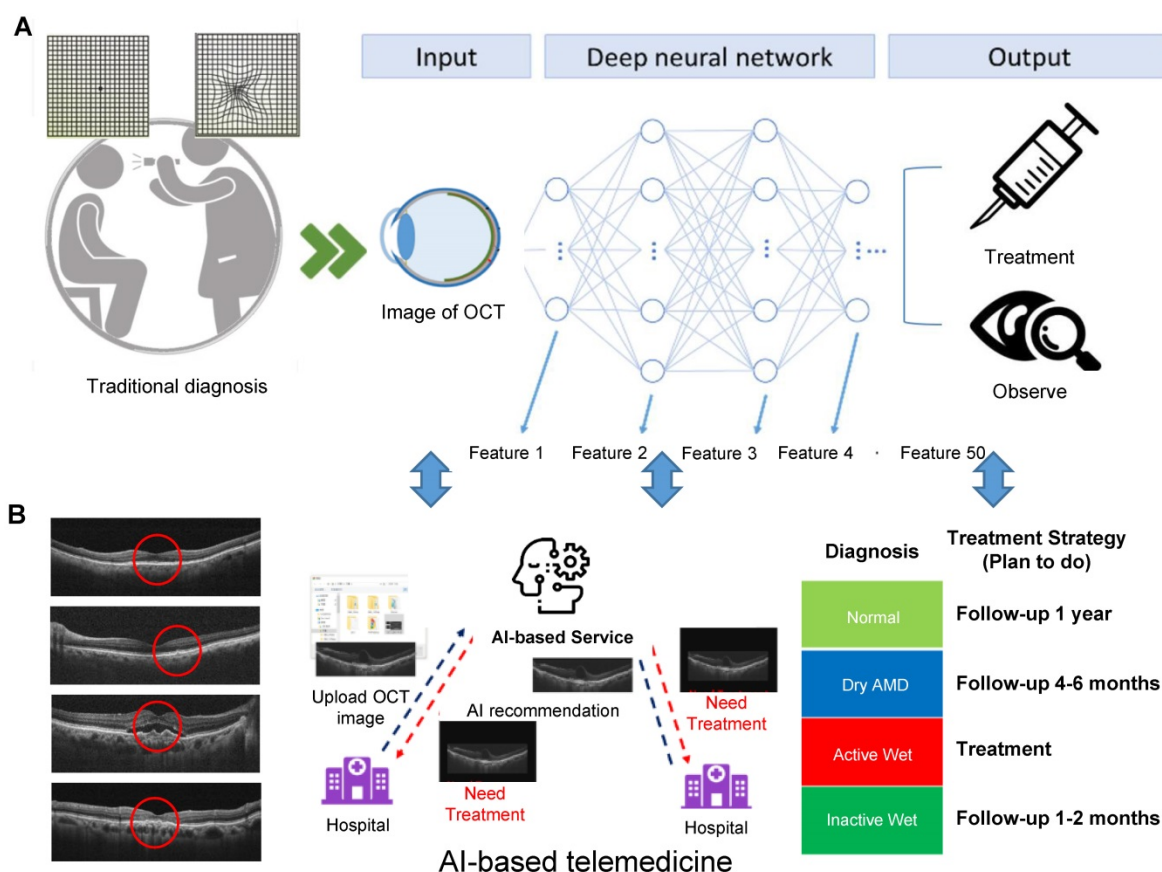 A
Input
Deep neural network
Output
Image of OCT
Treatment
Observe
Traditional diagnosis
Feature 1
Feature 2
Feature 3
Feature 4
·
Feature 50
B
Upload OCT
image
AI-based Service
AI recommendation
Need
Treatment
Need
Treatment
Hospital
Hospital
AI-based telemedicine
Diagnosis
Treatment Strategy
(Plan to do)
Normal
Follow-up 1 year
Dry AMD
Follow-up 4-6 months
Active Wet
Treatment
Inactive Wet
Follow-up 1-2 months